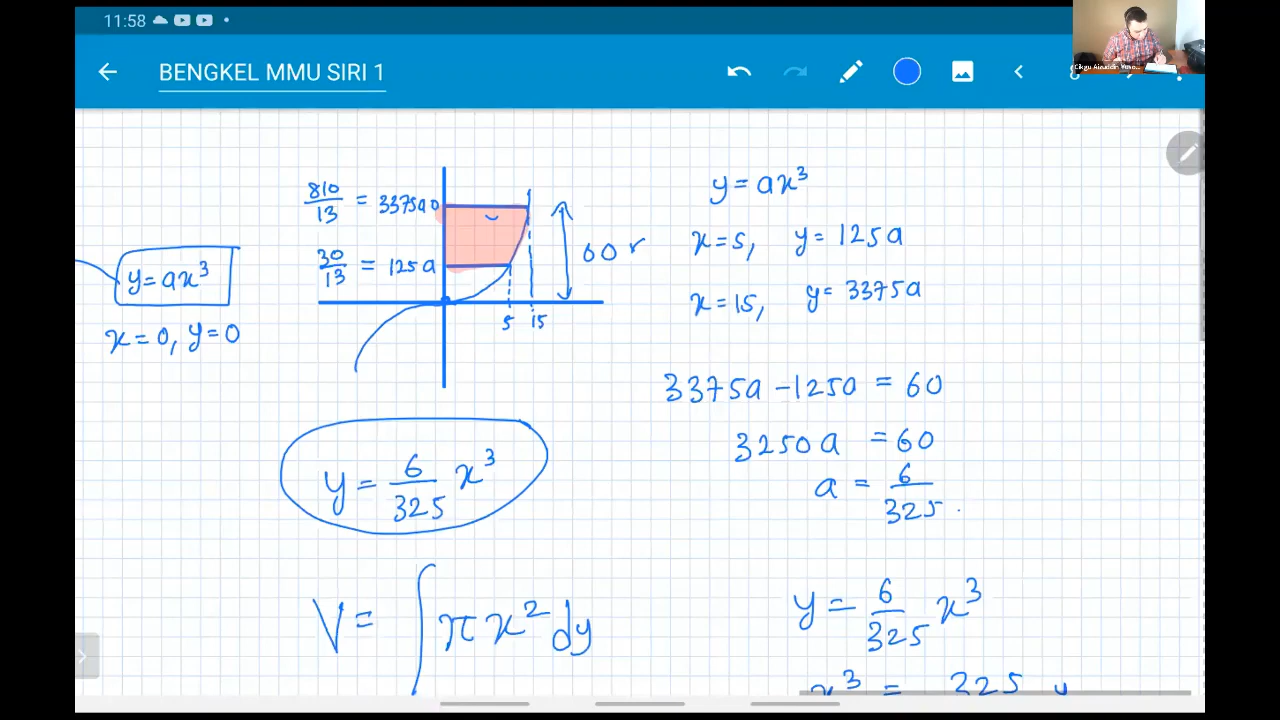 11:58
BENGKEL MMU SIRI 1
810/13 = 3375a
30/13 = 125a
60
5 15
y = ax³
x = 0, y = 0
y = 6/325 x³
V = ∫ πx² dy
y = ax³
x = 5, y = 125a
x = 15, y = 3375a
3375a - 125a = 60
3250a = 60
a = 6/325
y = 6/325 x³
x³ = 325 y